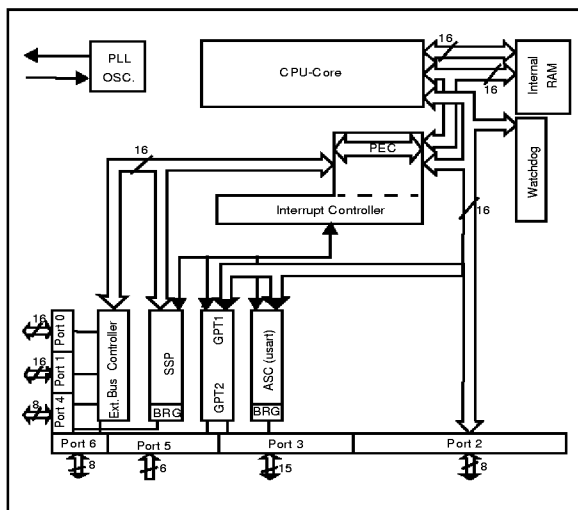 PLL
OSC.
CPU-Core
16
16
Internal
RAM
PEC
16
Interrupt Controller
Watchdog
16
16
Port 0
16
Port 1
8
Port 4
Ext. Bus Controller
SSP
BRG
GPT1
GPT2
ASC (usart)
BRG
Port 6
Port 5
Port 3
Port 2
8
6
15
8